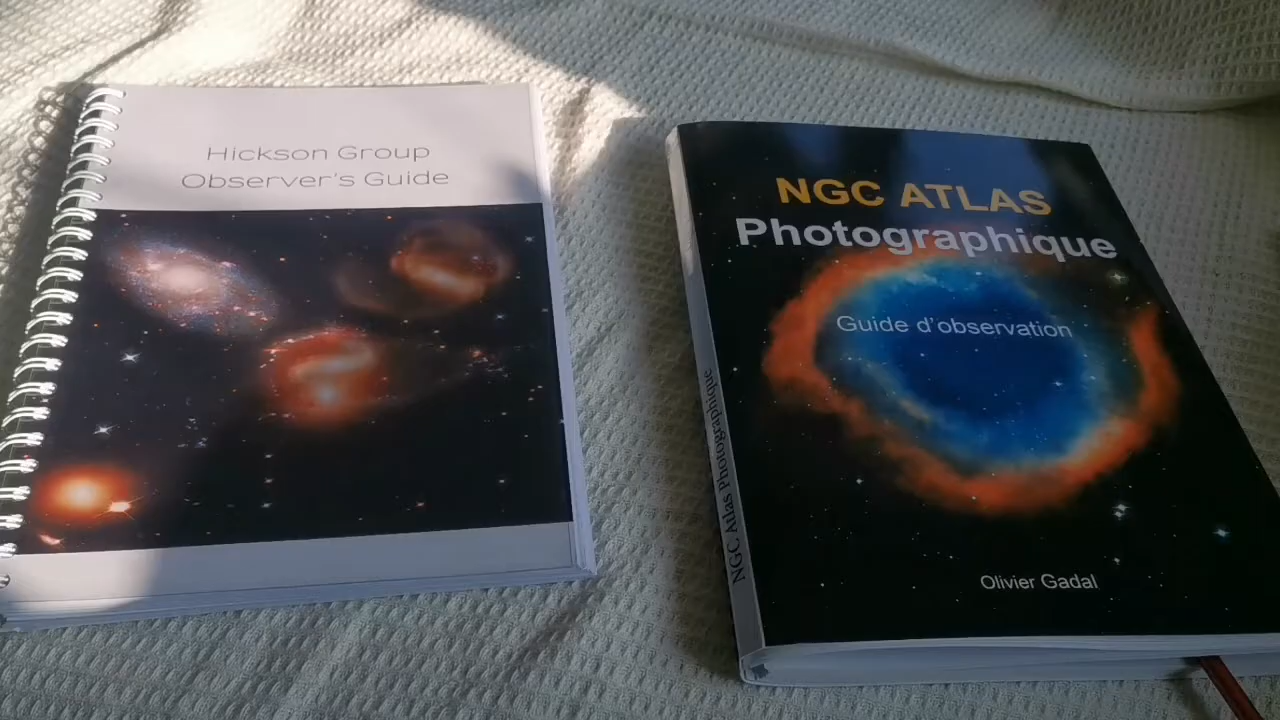 Hickson Group
Observer's Guide
NGC ATLAS
Photographique
Guide d'observation
Olivier Gadal
NGC Atlas Photographique